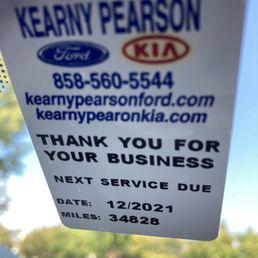 KEARNY PEARSON
Ford KIA
858-560-5544
kearnypearsonford.com
kearnypearonkia.com
THANK YOU FOR
YOUR BUSINESS
NEXT SERVICE DUE
DATE: 12/2021
MILES: 34828